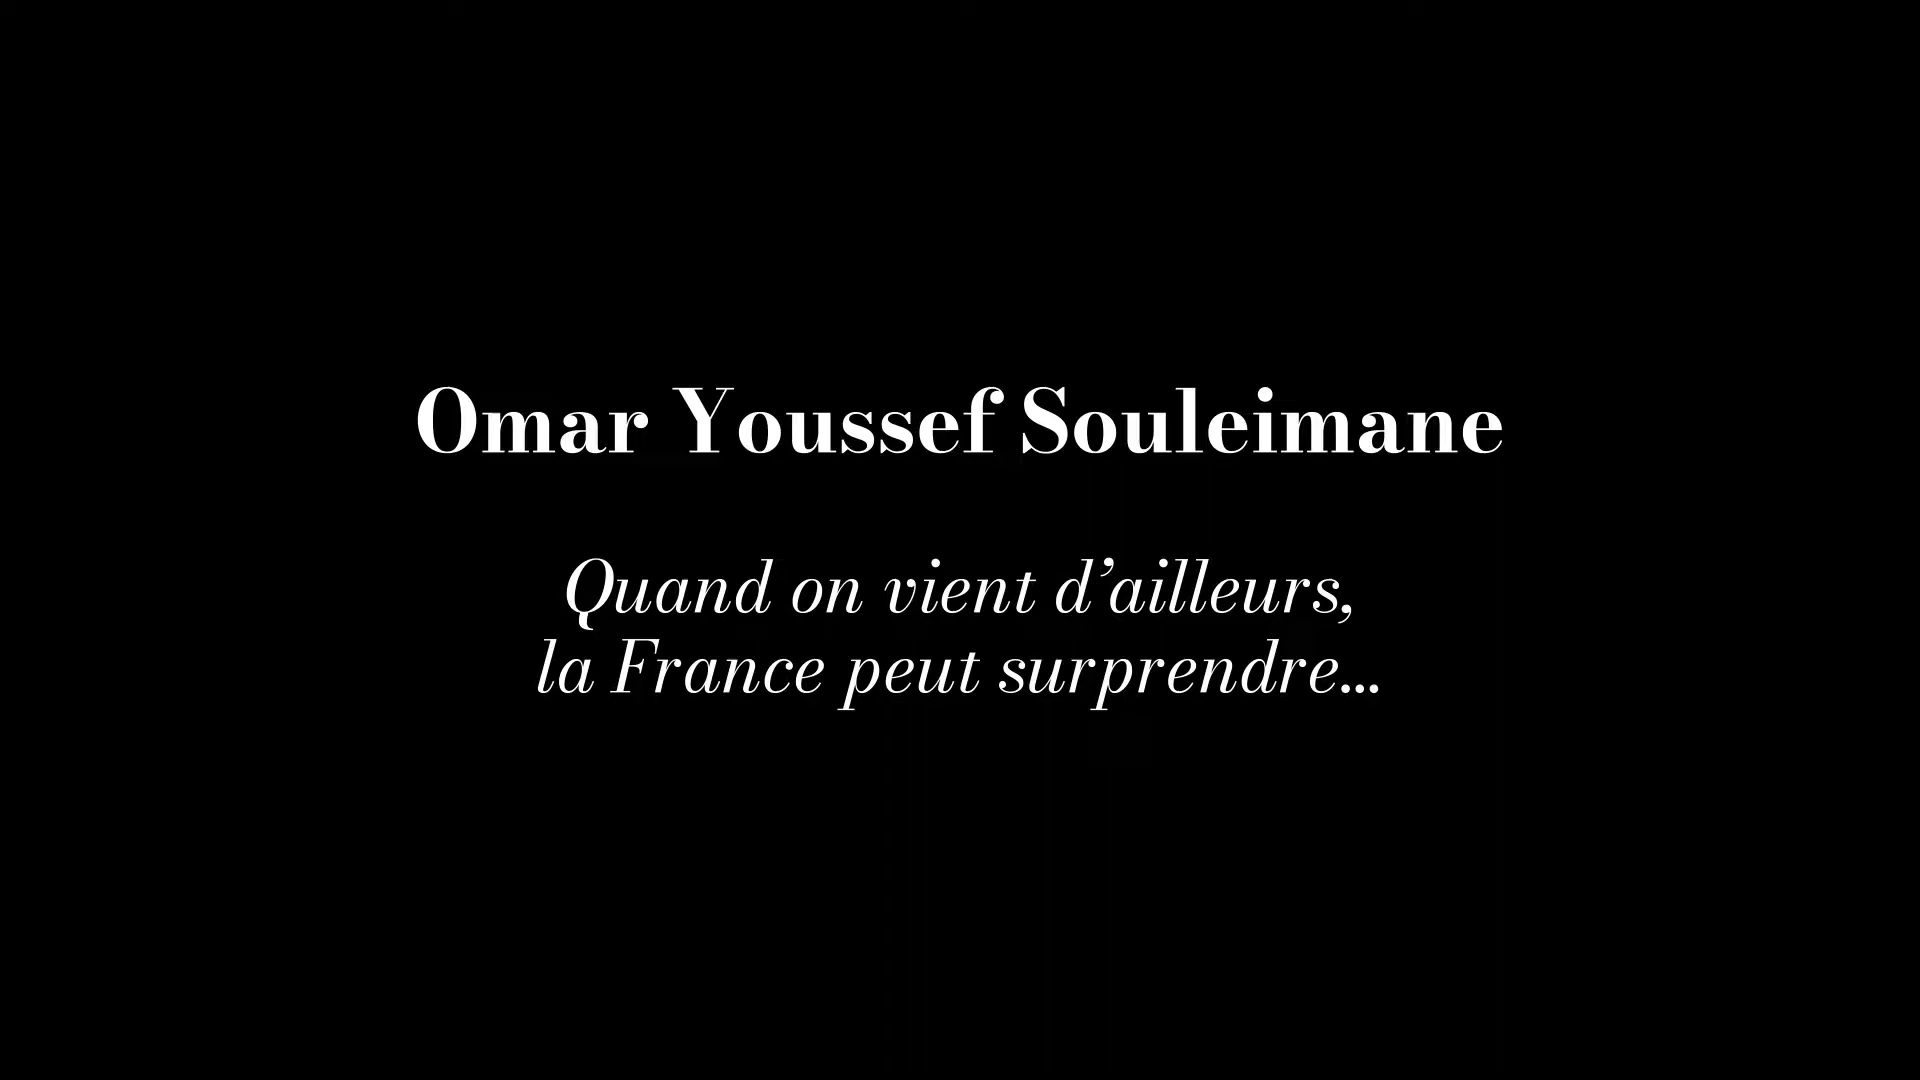 Omar Youssef Souleimane
Quand on vient d’ailleurs,
la France peut surprendre...